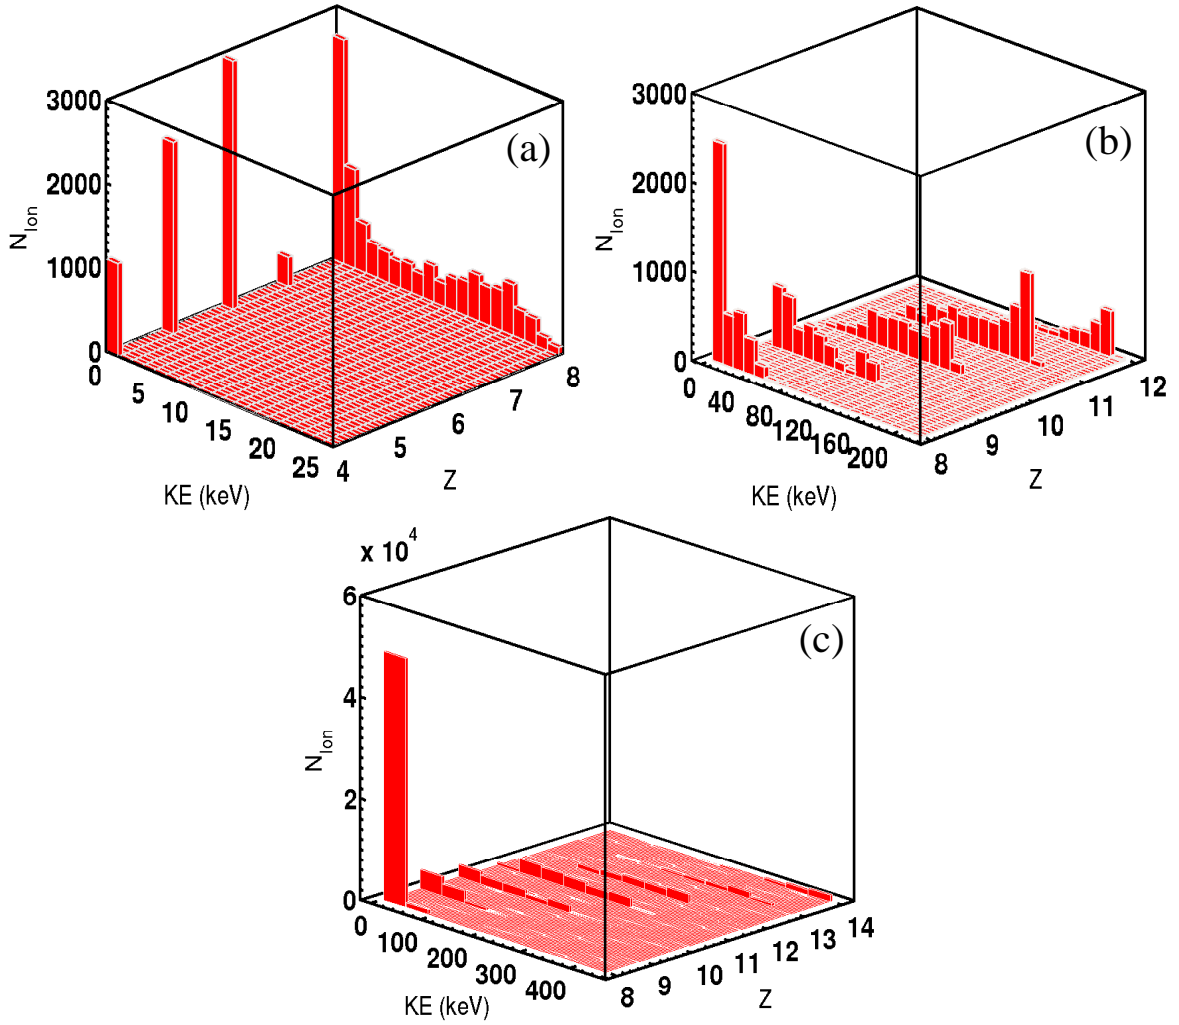 (a)
3000
2000
1000
0
N_Ion
0 5 10 15 20 25
KE (keV)
4 5 6 7 8
Z
(b)
3000
2000
1000
0
N_Ion
0 40 80 120 160 200
KE (keV)
8 9 10 11 12
Z
x 10^4
(c)
6
4
2
0
N_Ion
0 100 200 300 400
KE (keV)
8 9 10 11 12 13 14
Z